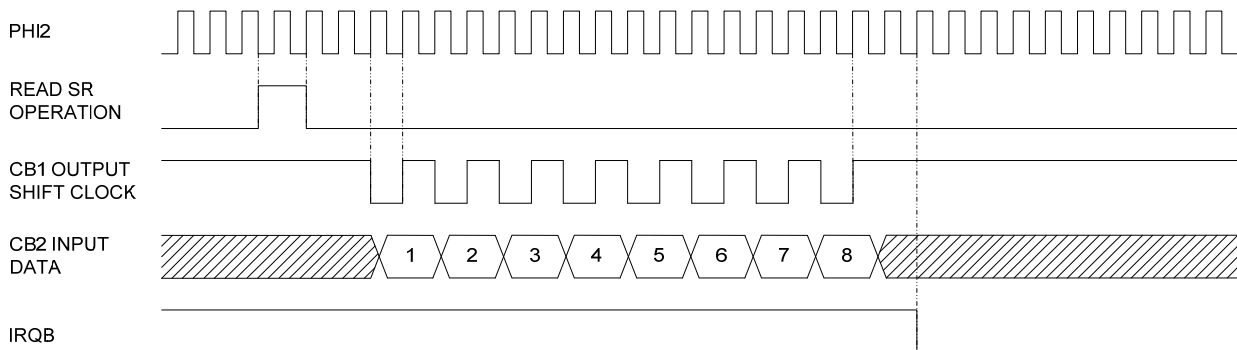 PHI2
READ SR
OPERATION
CB1 OUTPUT
SHIFT CLOCK
CB2 INPUT
DATA
1 2 3 4 5 6 7 8
IRQB